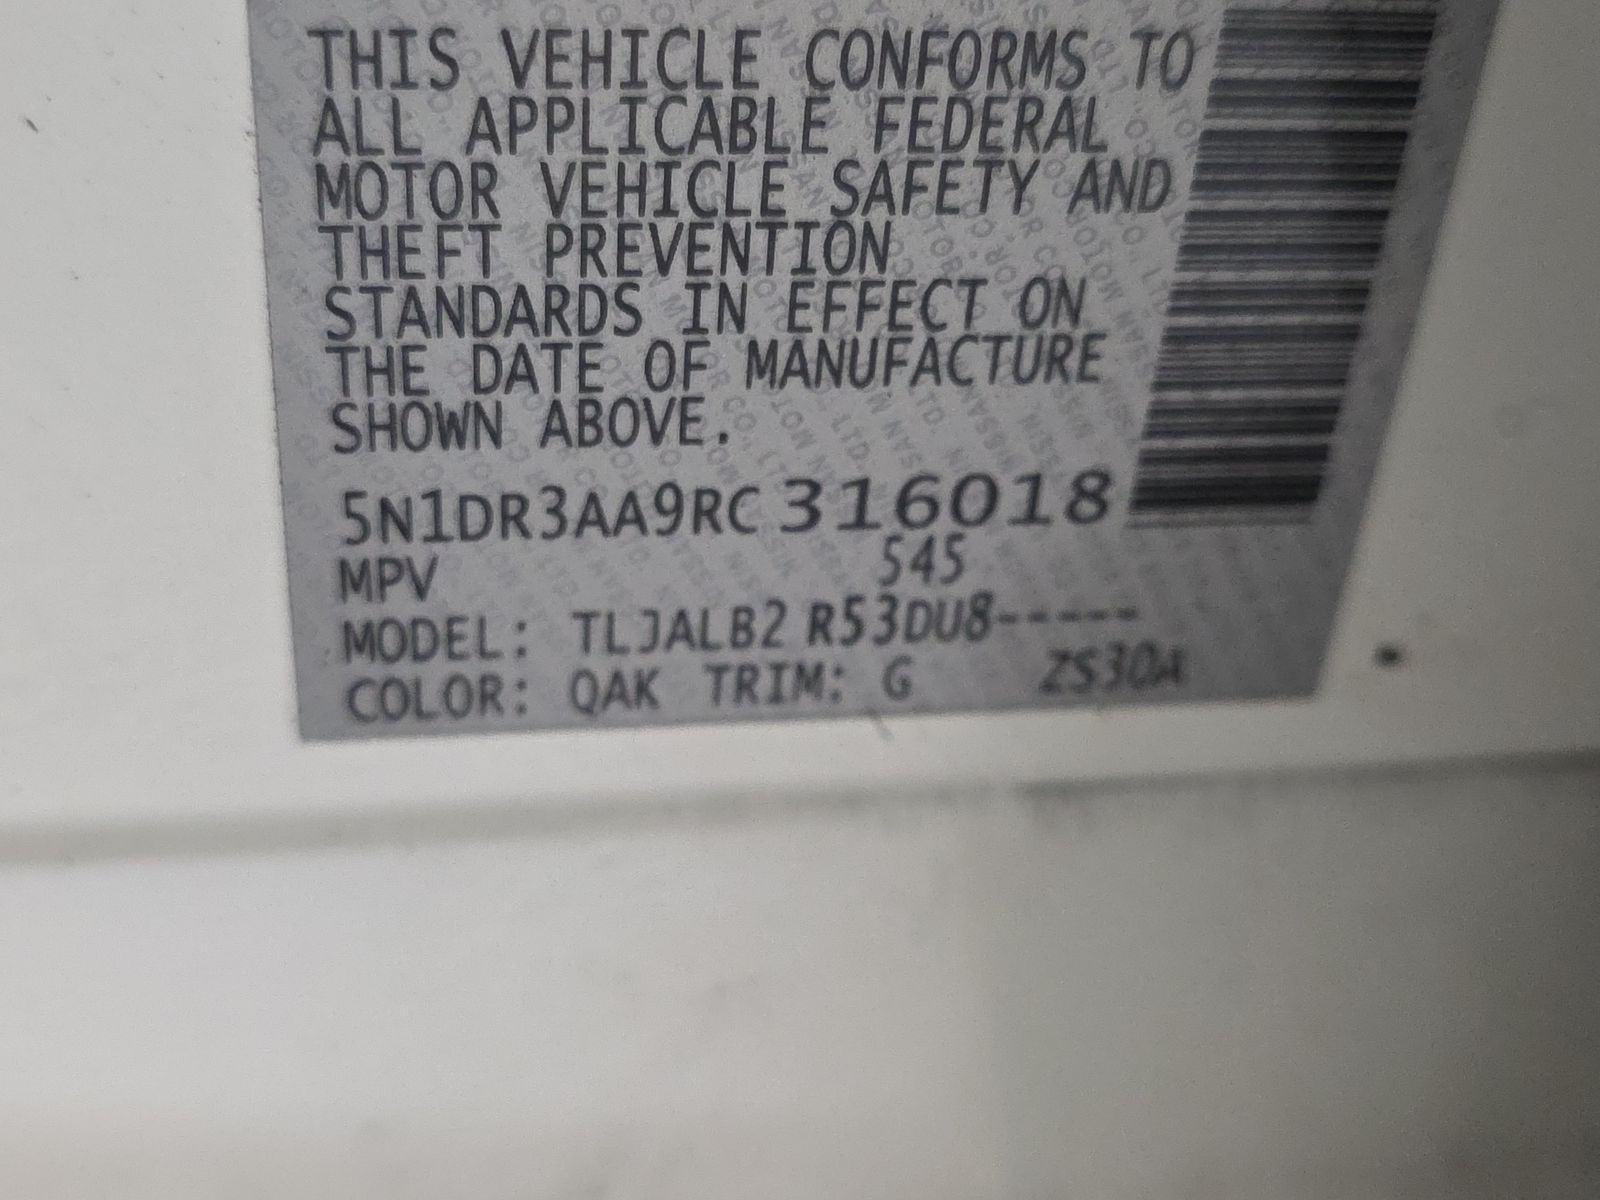 THIS VEHICLE CONFORMS TO
ALL APPLICABLE FEDERAL
MOTOR VEHICLE SAFETY AND
THEFT PREVENTION
STANDARDS IN EFFECT ON
THE DATE OF MANUFACTURE
SHOWN ABOVE.
5N1DR3AA9RC 316018
MPV 545
MODEL: TLJALB2 R53DU8-----
COLOR: QAK TRIM: G ZS30A